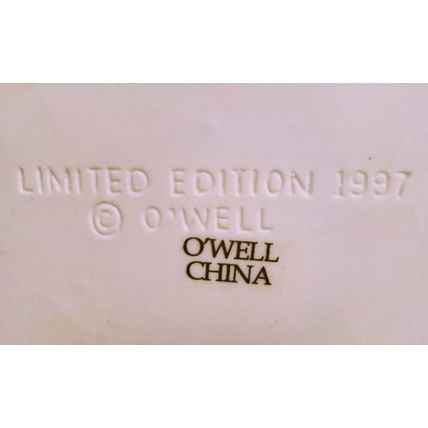 LIMITED EDITION 1997
© O'WELL
O'WELL
CHINA